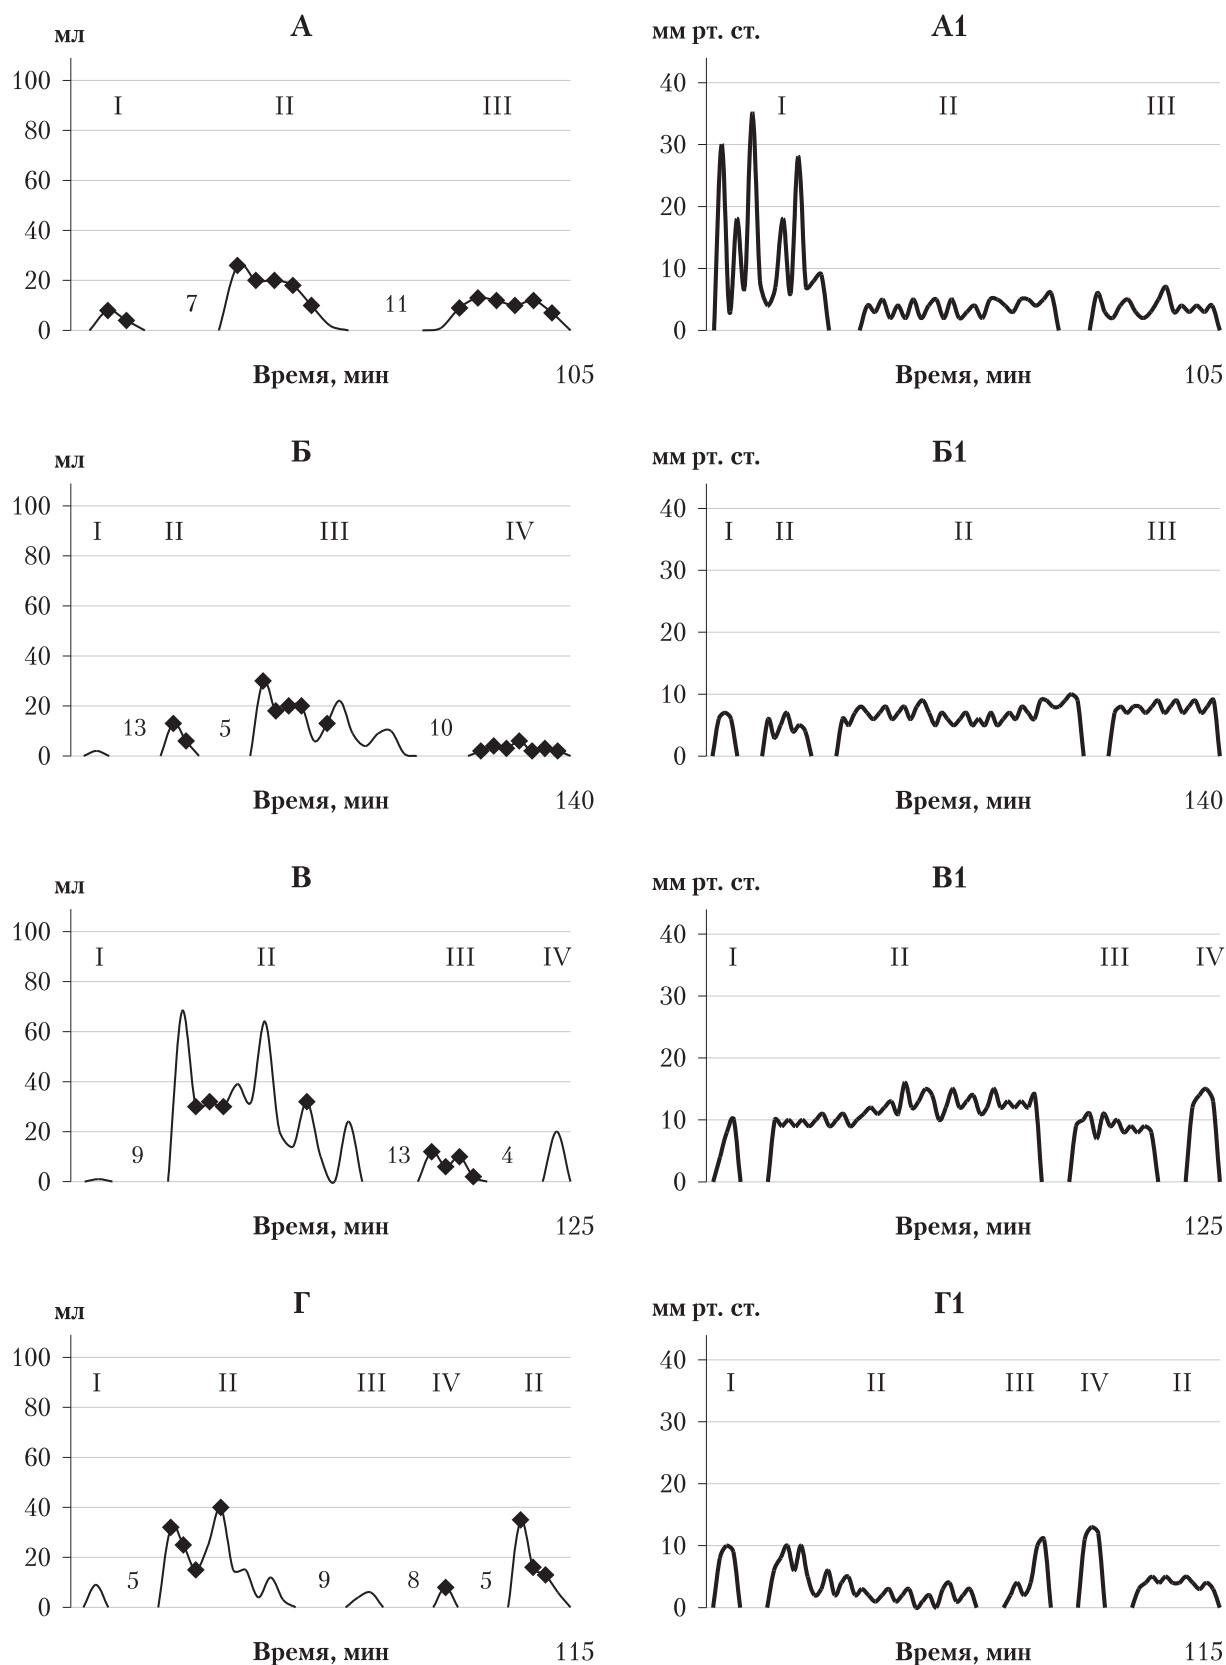 А
мл
100
80
60
40
20
0
I
II
III
7
11
Время, мин
105
А1
мм рт. ст.
40
30
20
10
0
I
II
III
Время, мин
105
Б
мл
100
80
60
40
20
0
I
II
III
IV
13
5
10
Время, мин
140
Б1
мм рт. ст.
40
30
20
10
0
I
II
II
III
Время, мин
140
В
мл
100
80
60
40
20
0
I
II
III
IV
9
13
4
Время, мин
125
В1
мм рт. ст.
40
30
20
10
0
I
II
III
IV
Время, мин
125
Г
мл
100
80
60
40
20
0
I
II
III
IV
II
5
9
8
5
Время, мин
115
Г1
мм рт. ст.
40
30
20
10
0
I
II
III
IV
II
Время, мин
115